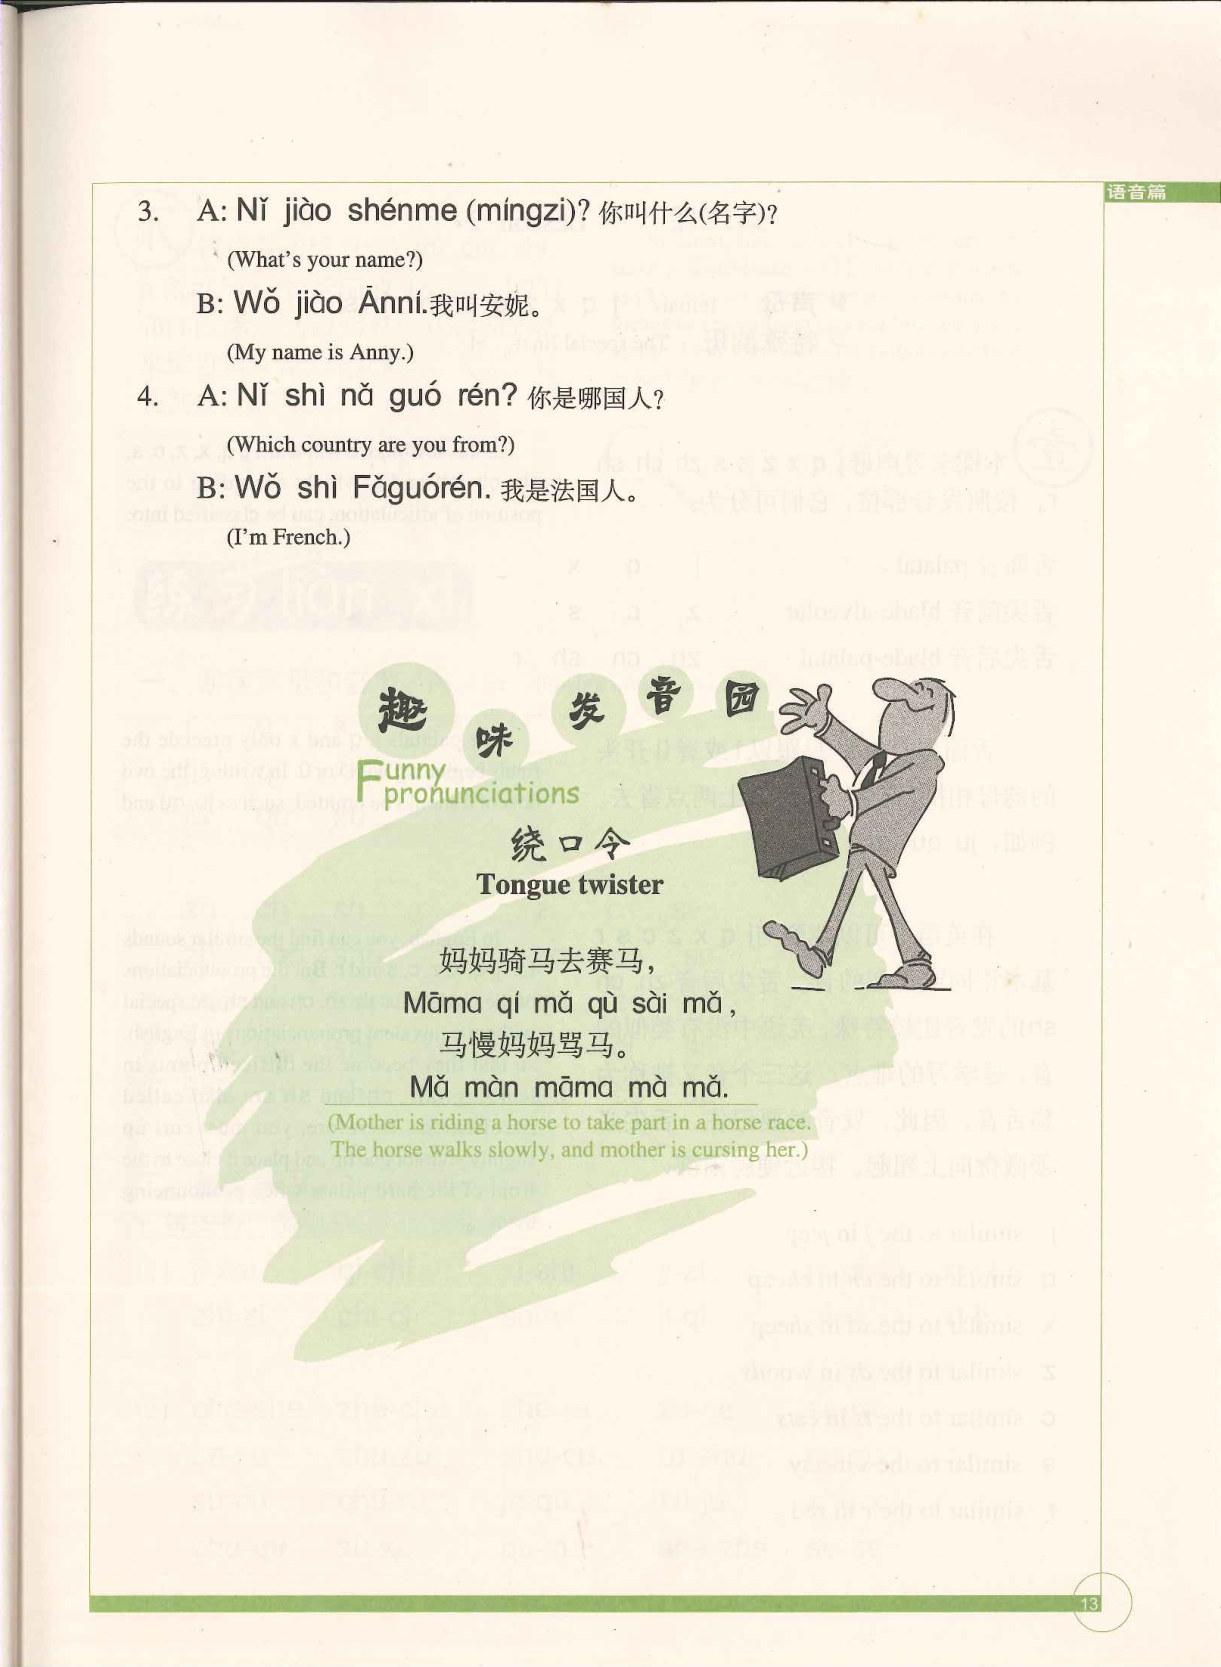 语音篇
3. A: Nǐ jiào shénme (míngzi)? 你叫什么(名字)?
(What's your name?)
B: Wǒ jiào Ānní.我叫安妮。
(My name is Anny.)
4. A: Nǐ shì nǎ guó rén? 你是哪国人?
(Which country are you from?)
B: Wǒ shì Fǎguórén. 我是法国人。
(I'm French.)
趣味发音园
Funny
pronunciations
绕口令
Tongue twister
妈妈骑马去赛马，
Māma qí mǎ qù sài mǎ,
马慢妈妈骂马。
Mǎ màn māma mà mǎ.
(Mother is riding a horse to take part in a horse race.
The horse walks slowly, and mother is cursing her.)
13